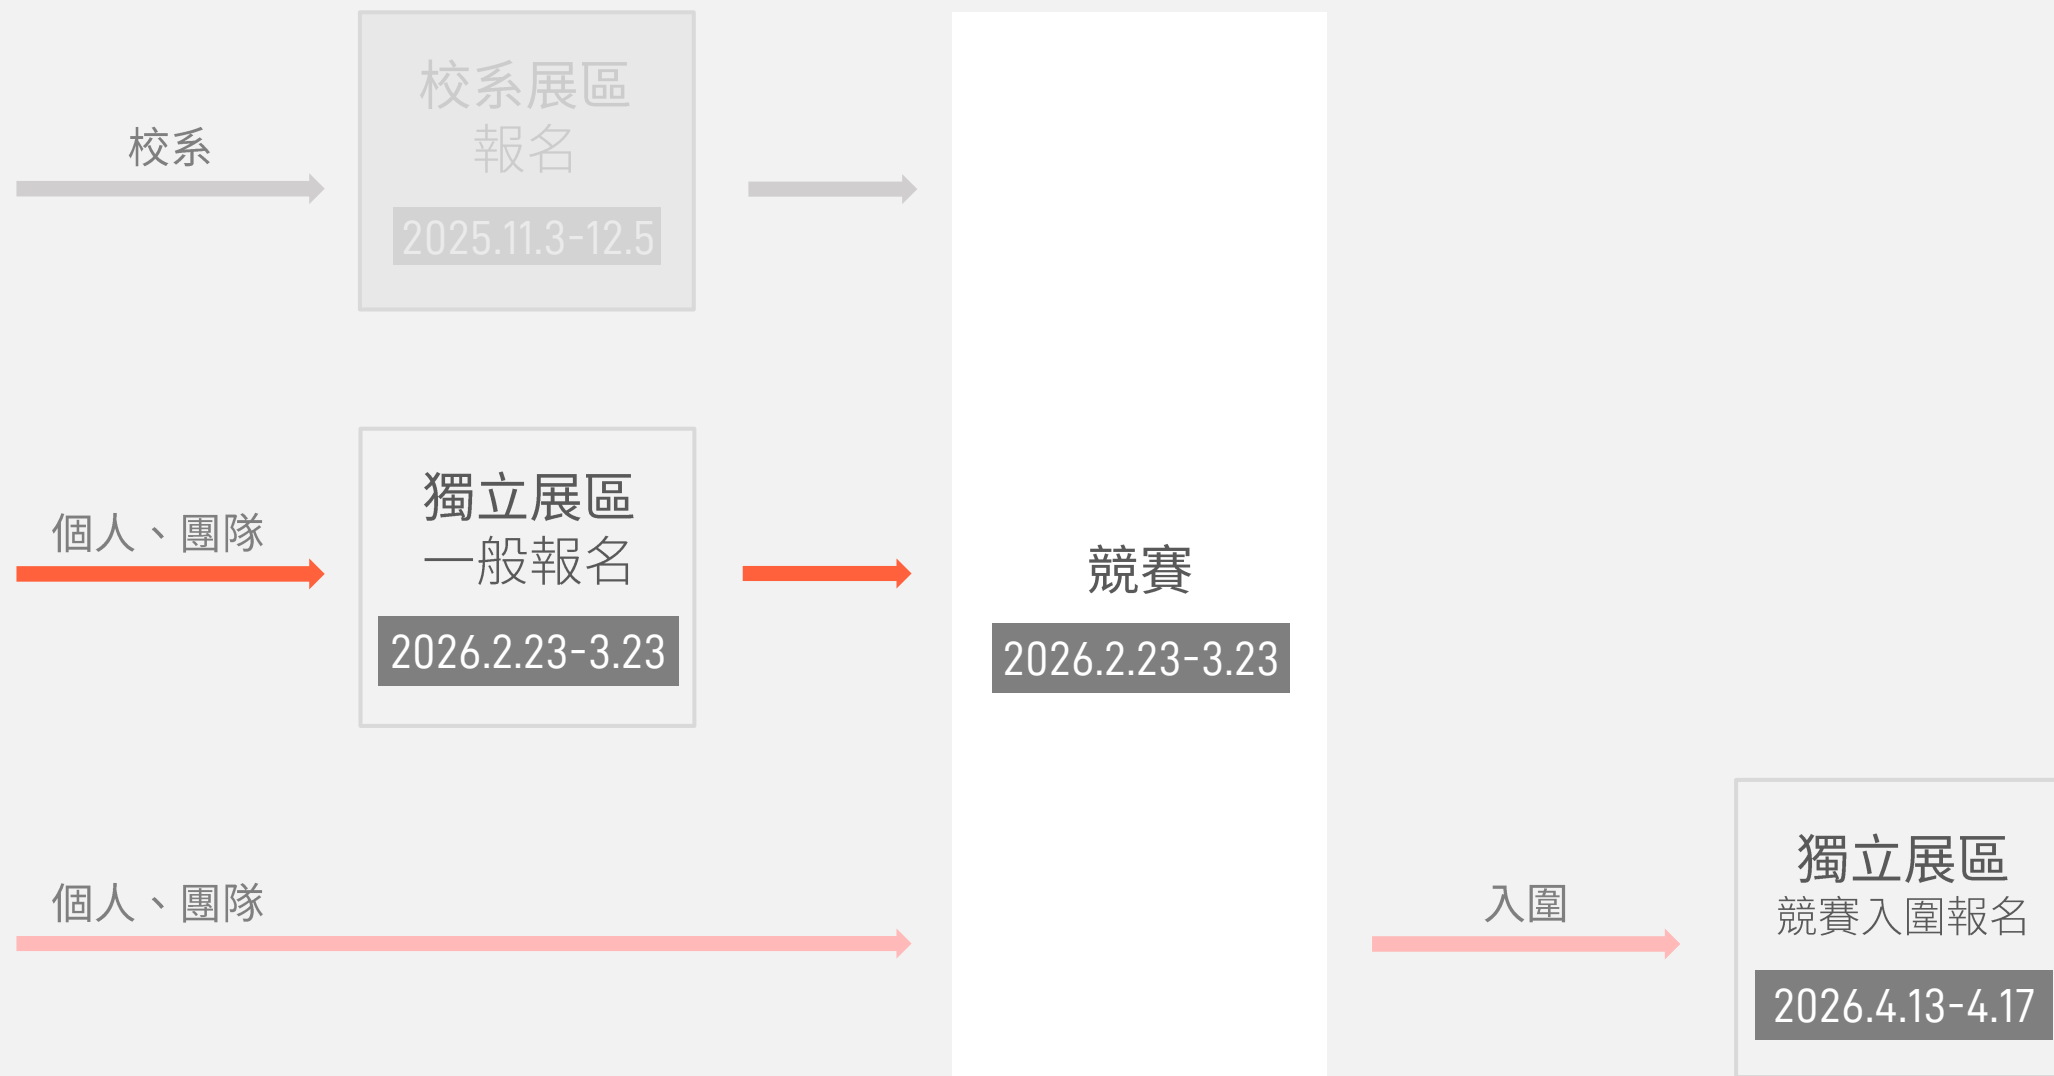 校系
校系展區
報名
2025.11.3-12.5
個人、團隊
獨立展區
一般報名
2026.2.23-3.23
競賽
2026.2.23-3.23
個人、團隊
入圍
獨立展區
競賽入圍報名
2026.4.13-4.17